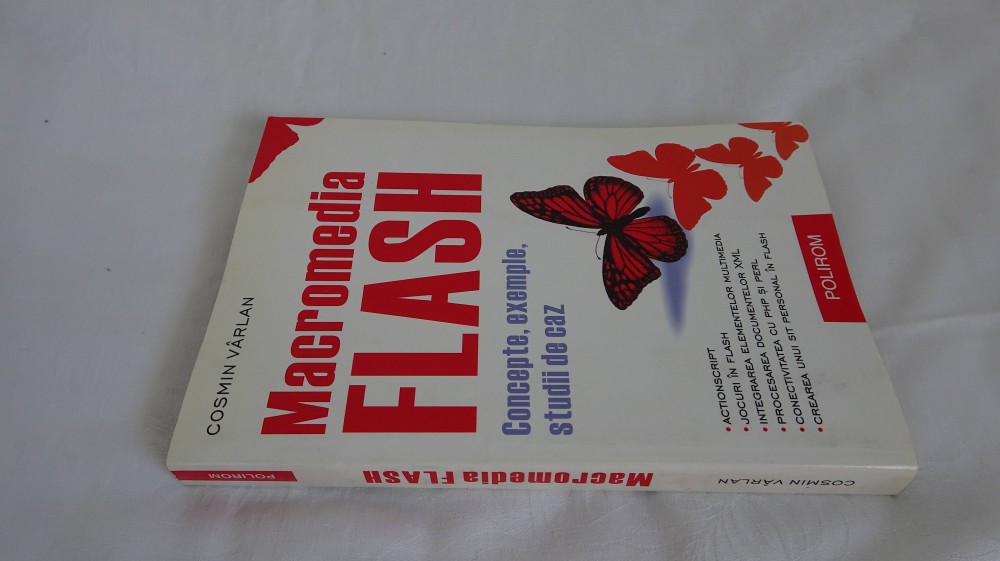 COSMIN VÂRLAN
Macromedia
FLASH
Concepte, exemple,
studii de caz
• ACTIONSCRIPT
• JOCURI ÎN FLASH
• INTEGRAREA ELEMENTELOR MULTIMEDIA
• PROCESAREA DOCUMENTELOR XML
• CONECTIVITATEA CU PHP ȘI PERL
• CREAREA UNUI SIT PERSONAL ÎN FLASH
POLIROM
COSMIN VÂRLAN
Macromedia FLASH
POLIROM